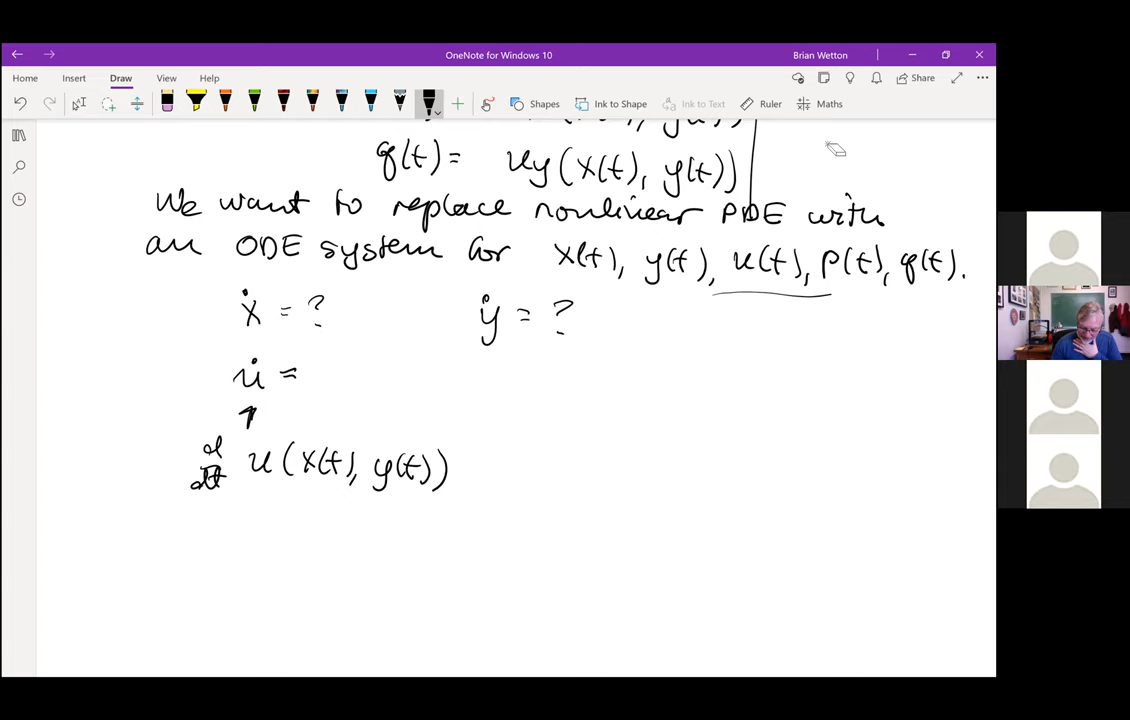 OneNote for Windows 10
Brian Wetton
Home Insert Draw View Help
Share
Shapes Ink to Shape Ink to Text Ruler Maths
q(t) = uy(x(t), y(t))
We want to replace nonlinear PDE with
an ODE system for x(t), y(t), u(t), p(t), q(t).
ẋ = ? ẏ = ?
u̇ =
↑
d/dt u(x(t), y(t))